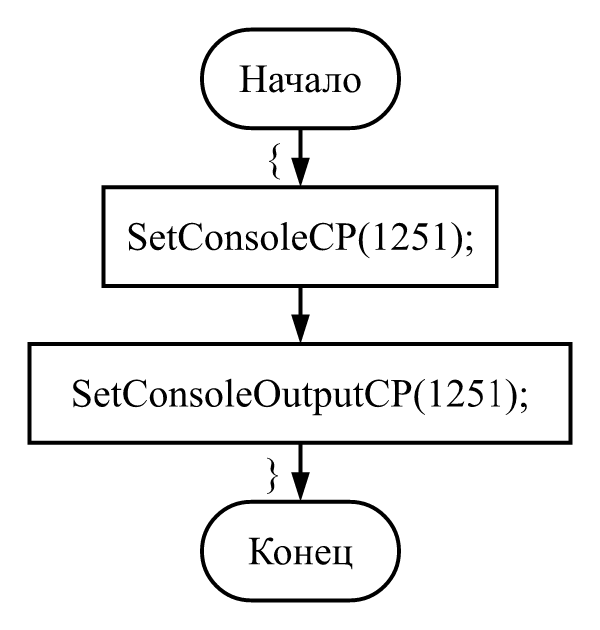 Начало
{
SetConsoleCP(1251);
SetConsoleOutputCP(1251);
}
Конец